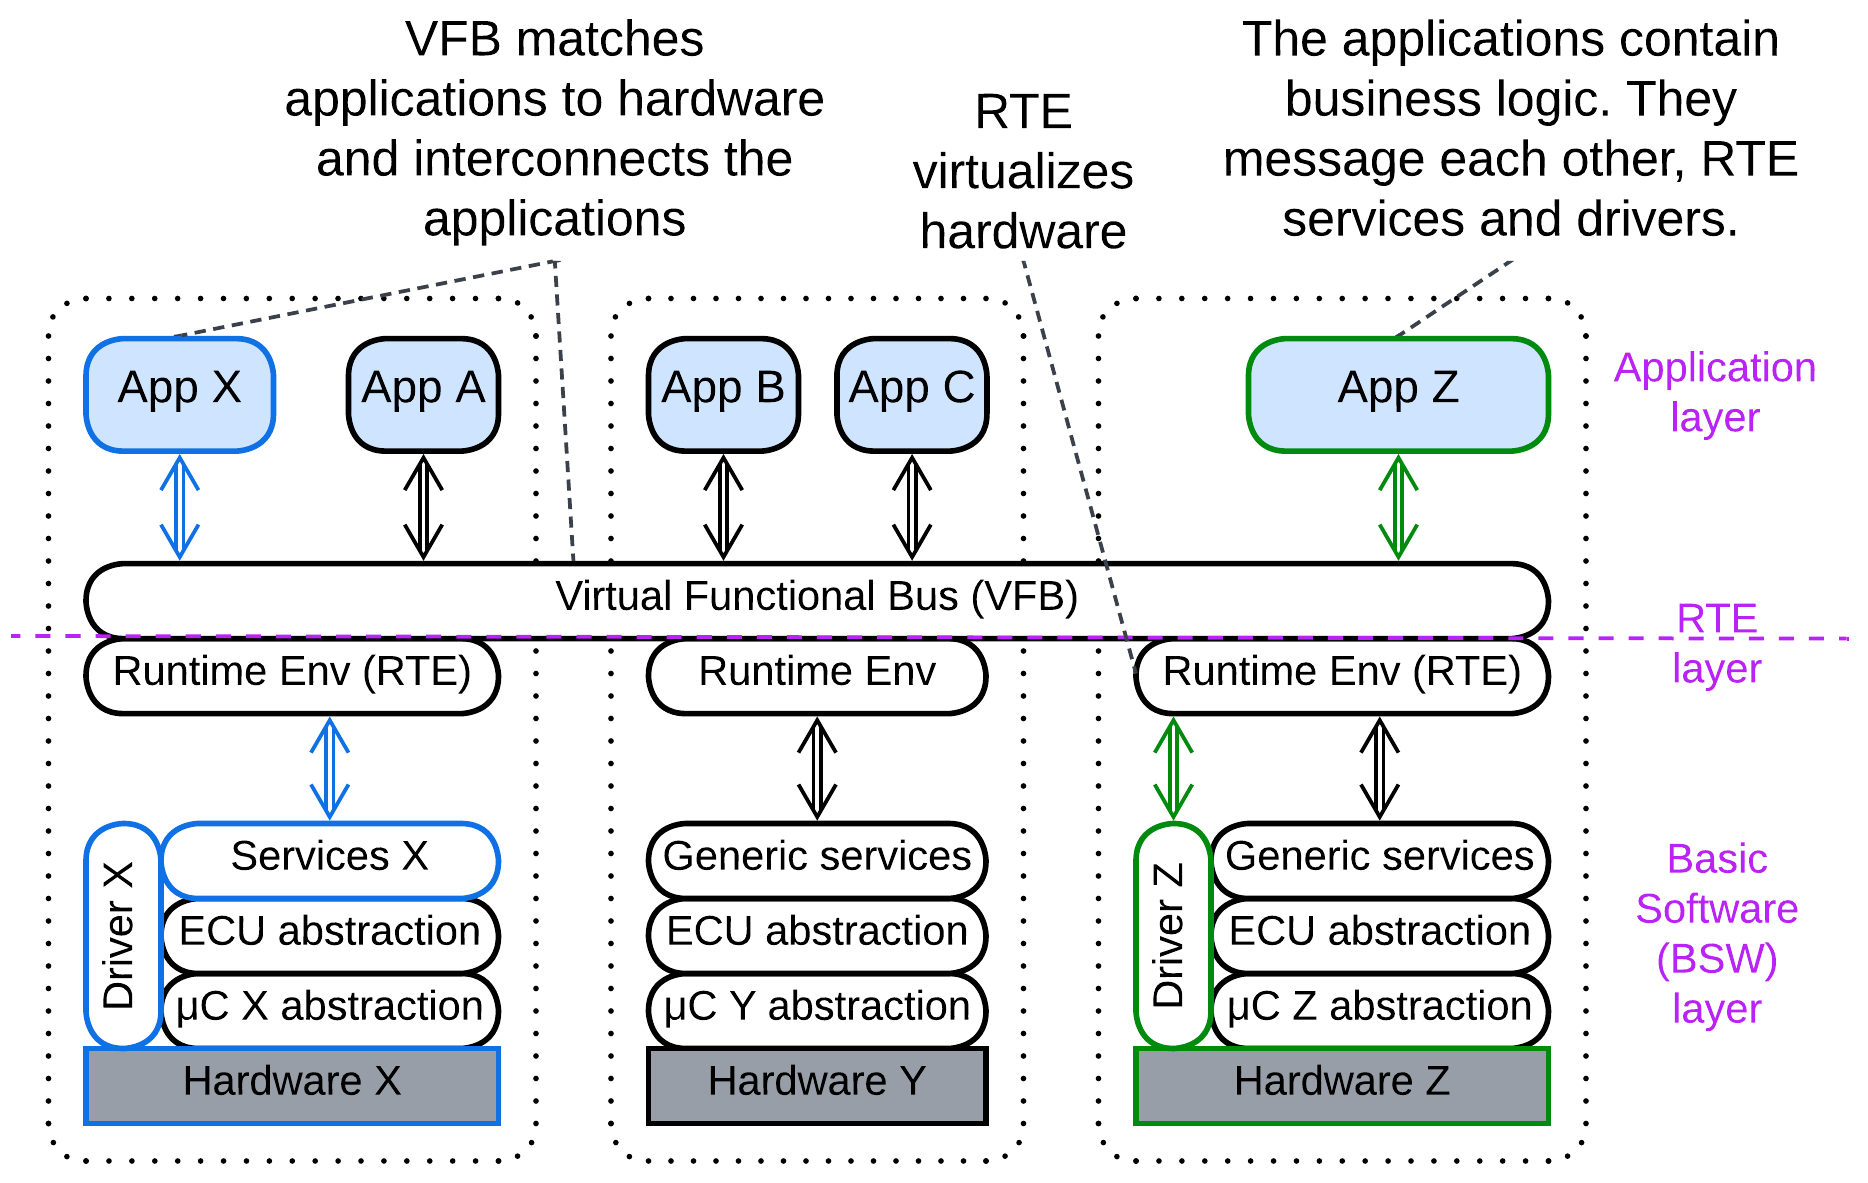 VFB matches
applications to hardware
and interconnects the
applications
RTE
virtualizes
hardware
The applications contain
business logic. They
message each other, RTE
services and drivers.
App X
App A
App B
App C
App Z
Application
layer
Virtual Functional Bus (VFB)
RTE
layer
Runtime Env (RTE)
Runtime Env
Runtime Env (RTE)
Driver X
Services X
ECU abstraction
µC X abstraction
Hardware X
Generic services
ECU abstraction
µC Y abstraction
Hardware Y
Driver Z
Generic services
ECU abstraction
µC Z abstraction
Hardware Z
Basic
Software
(BSW)
layer